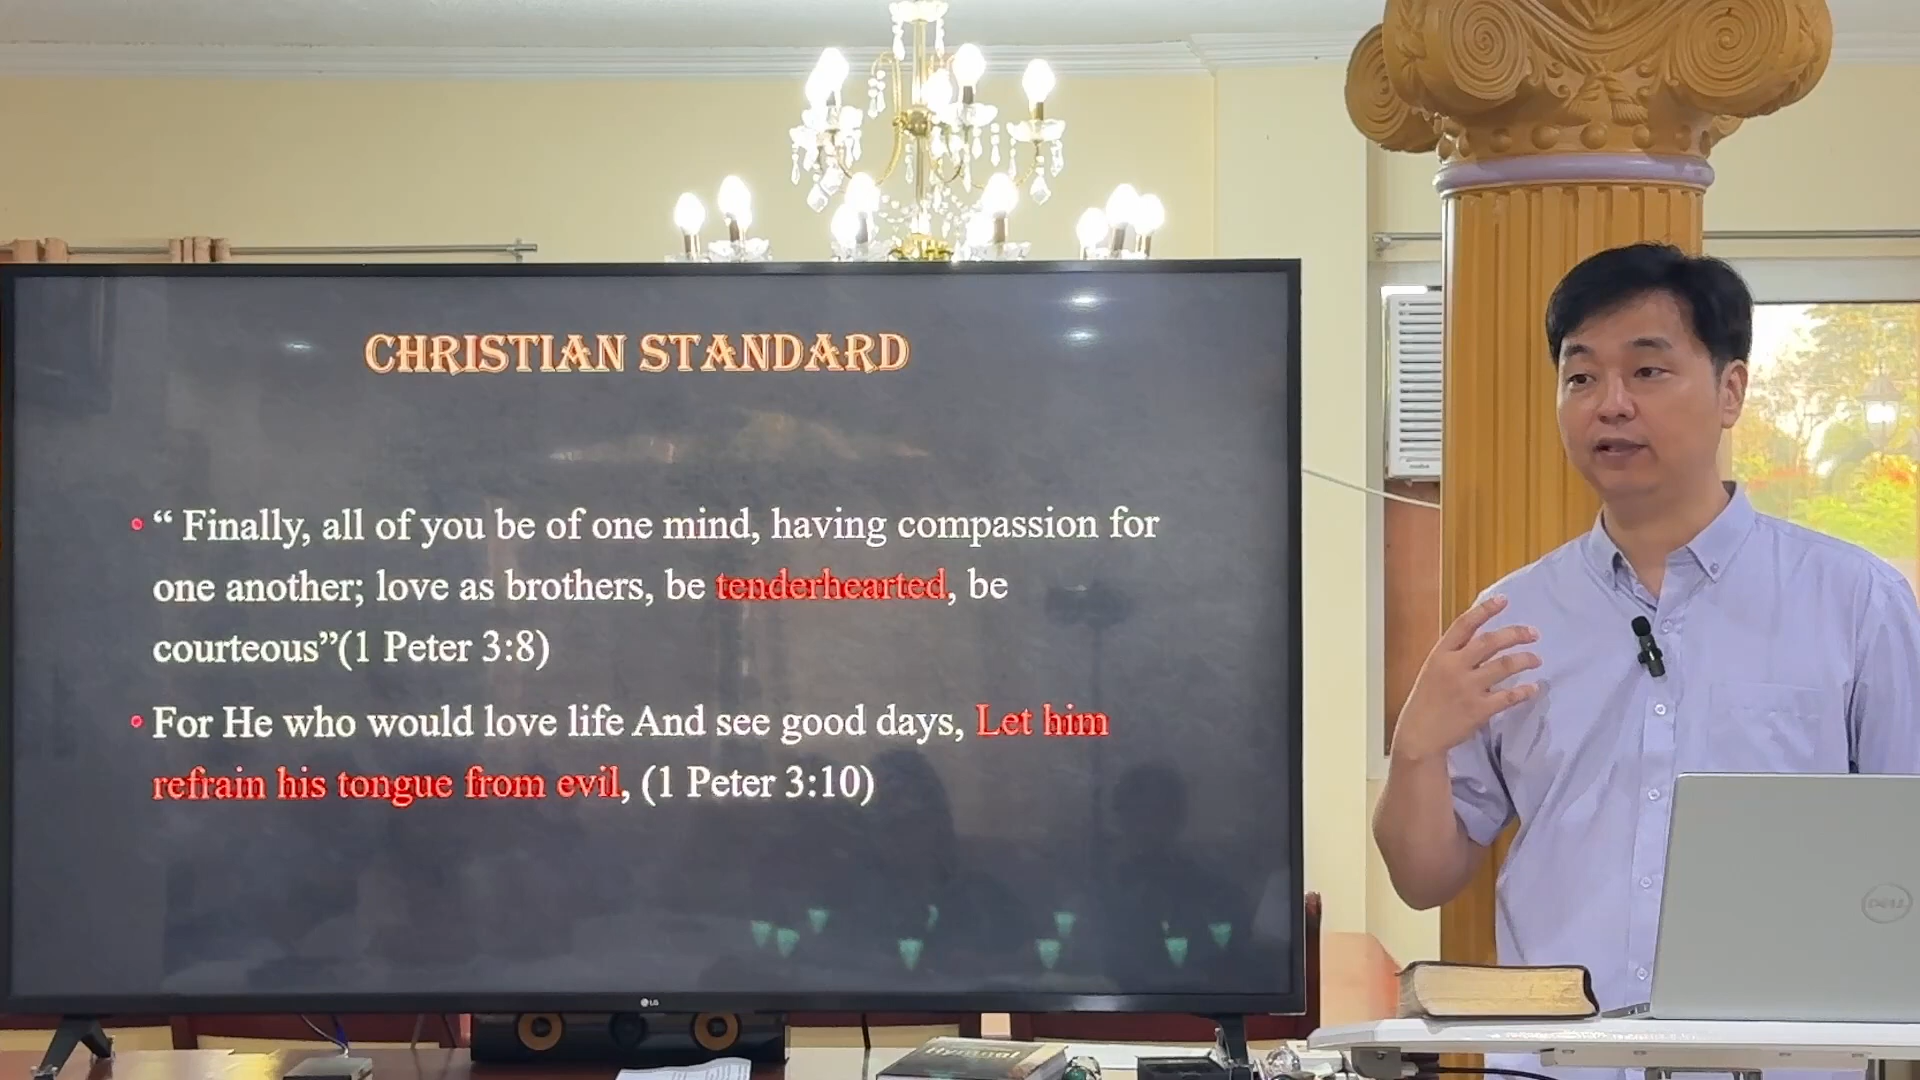 CHRISTIAN STANDARD
• “ Finally, all of you be of one mind, having compassion for
one another; love as brothers, be tenderhearted, be
courteous”(1 Peter 3:8)
• For He who would love life And see good days, Let him
refrain his tongue from evil, (1 Peter 3:10)
LG
DELL
Hymnal